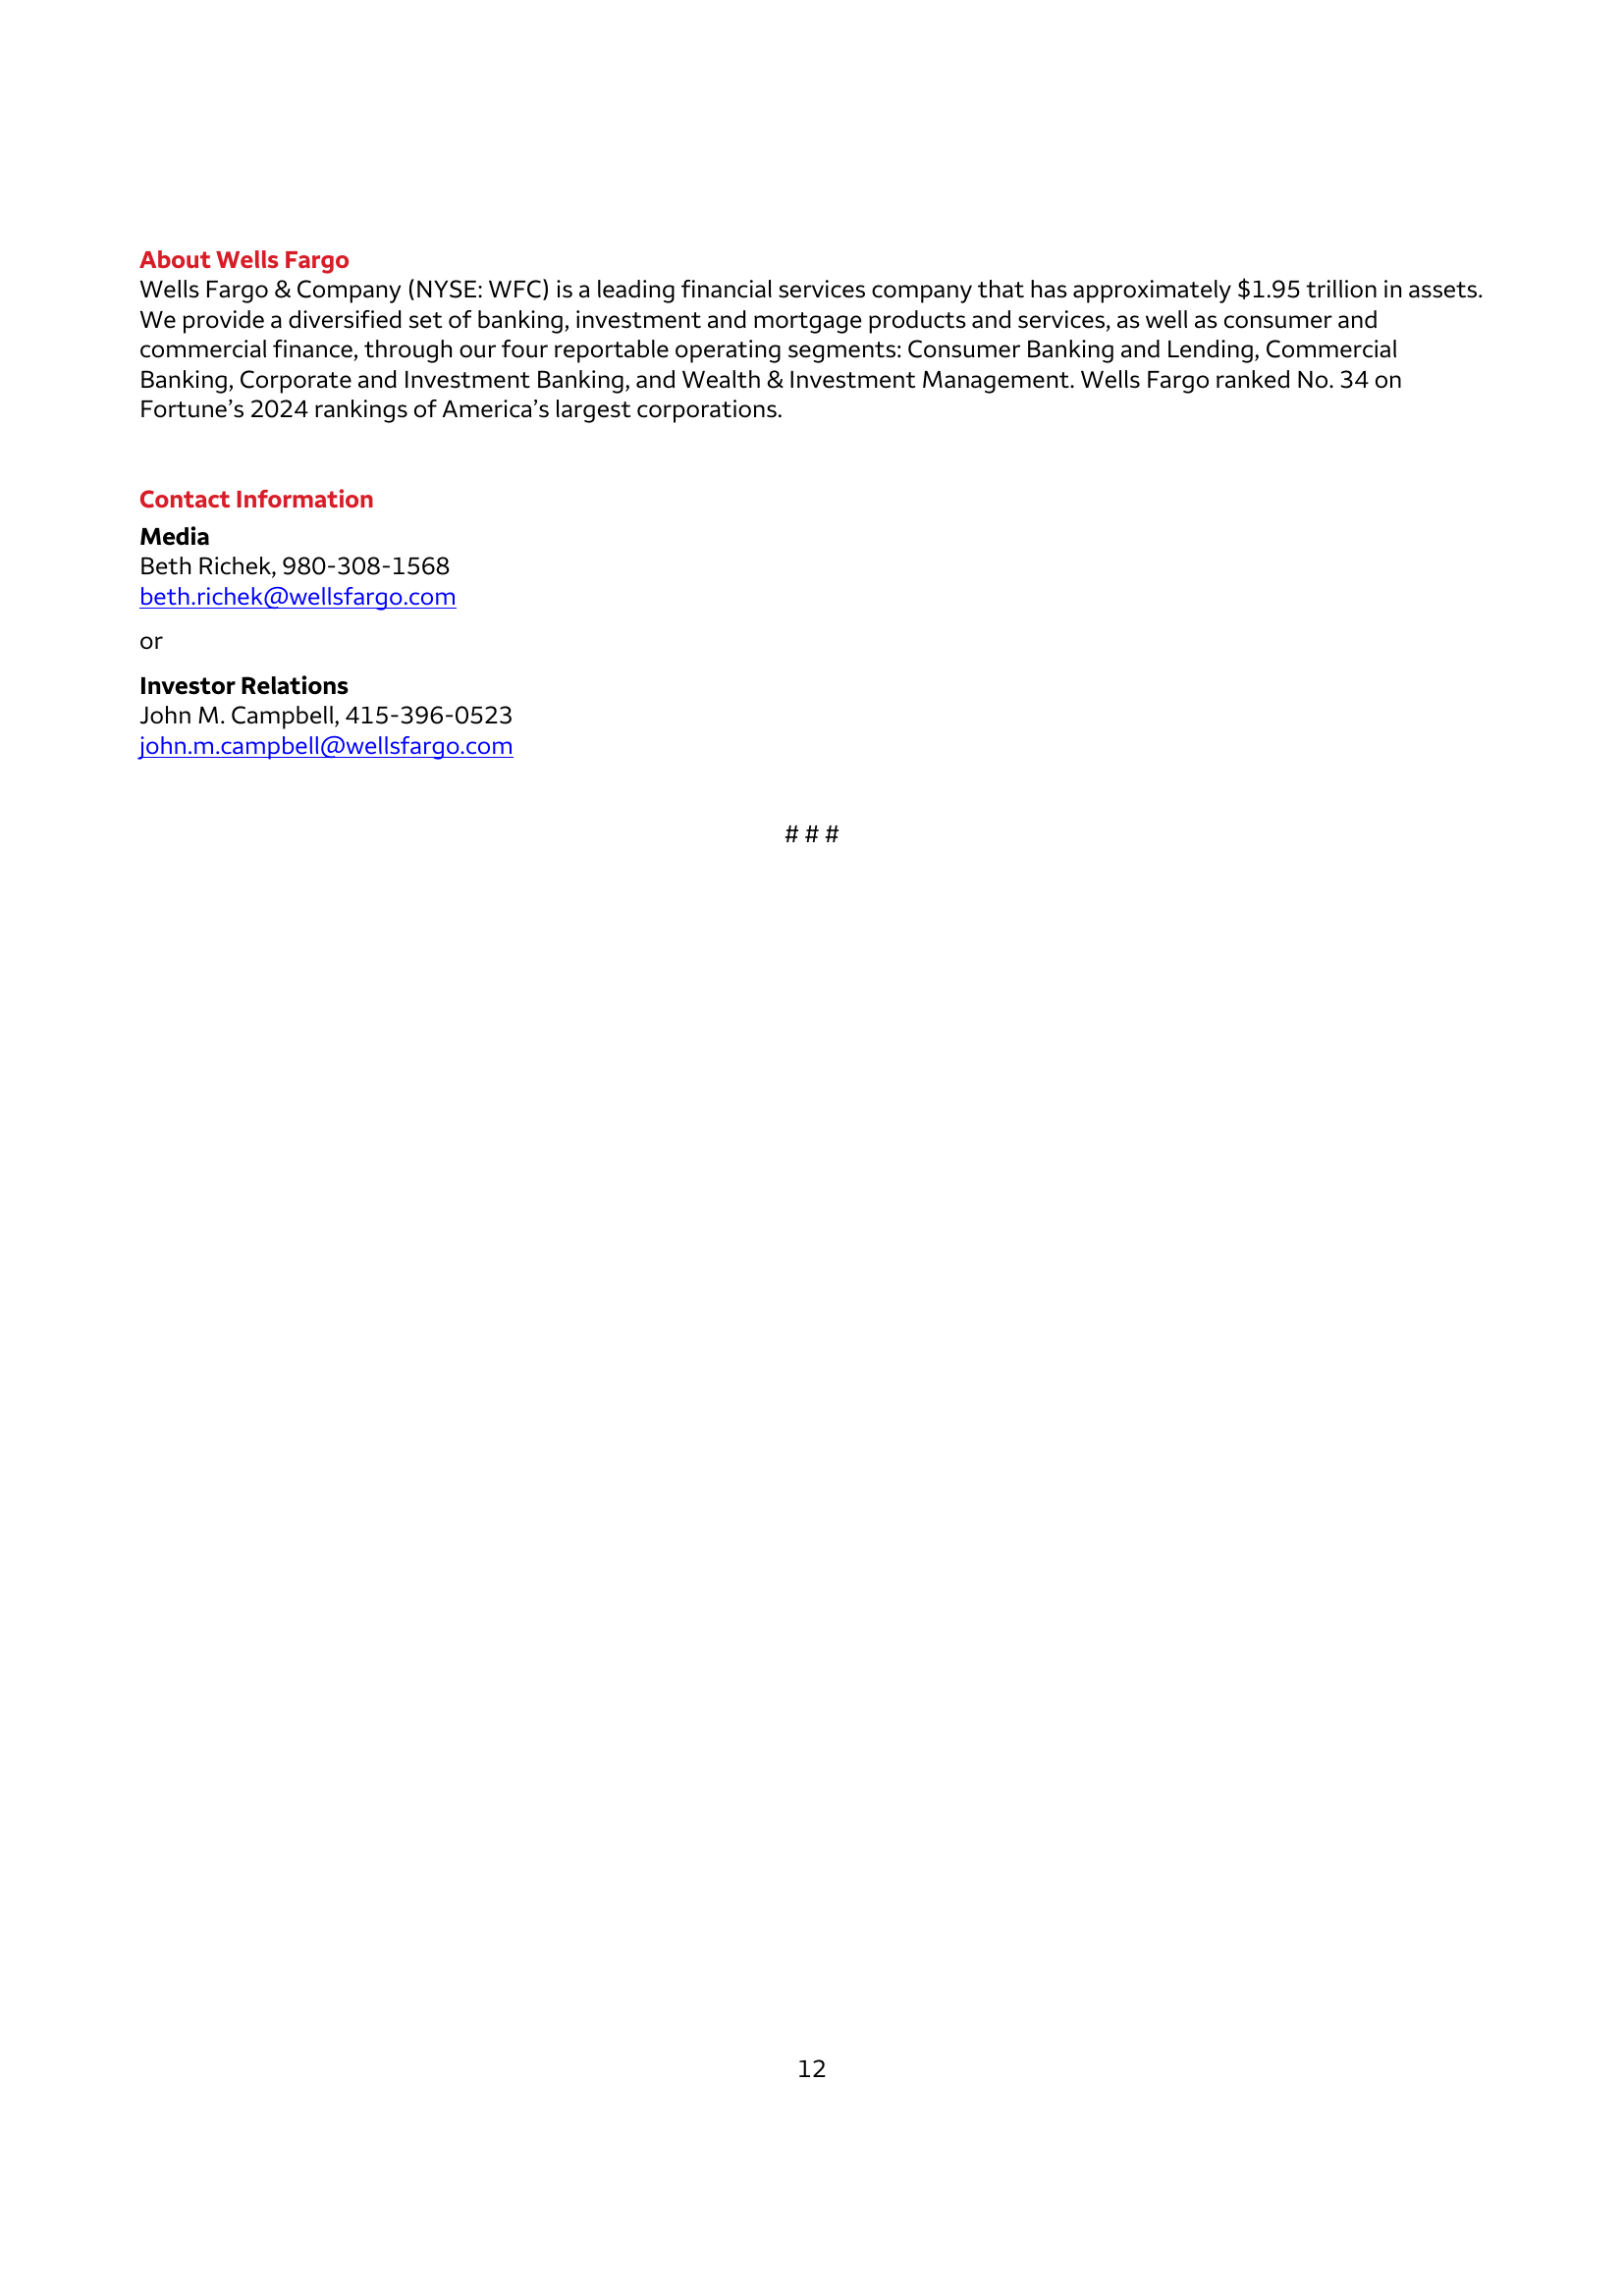 About Wells Fargo
Wells Fargo & Company (NYSE: WFC) is a leading financial services company that has approximately $1.95 trillion in assets.
We provide a diversified set of banking, investment and mortgage products and services, as well as consumer and
commercial finance, through our four reportable operating segments: Consumer Banking and Lending, Commercial
Banking, Corporate and Investment Banking, and Wealth & Investment Management. Wells Fargo ranked No. 34 on
Fortune’s 2024 rankings of America’s largest corporations.
Contact Information
Media
Beth Richek, 980-308-1568
beth.richek@wellsfargo.com
or
Investor Relations
John M. Campbell, 415-396-0523
john.m.campbell@wellsfargo.com
# # #
12